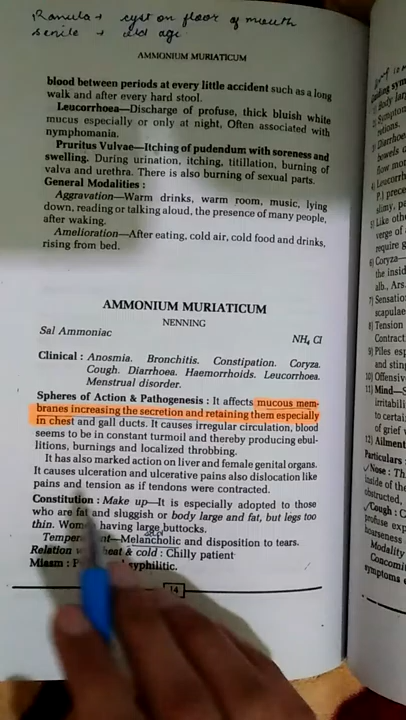 Ranula → cyst on floor of mouth
senile → old age
AMMONIUM MURIATICUM
blood between periods at every little accident such as a long
walk and after every hard stool.
Leucorrhoea—Discharge of profuse, thick bluish white
mucus especially or only at night, Often associated with
nymphomania.
Pruritus Vulvae—Itching of pudendum with soreness and
swelling. During urination, itching, titillation, burning of
valva and urethra. There is also burning of sexual parts.
General Modalities :
Aggravation—Warm drinks, warm room, music, lying
down, reading or talking aloud, the presence of many people,
after waking.
Amelioration—After eating, cold air, cold food and drinks,
rising from bed.
AMMONIUM MURIATICUM
NENNING
Sal Ammoniac NH4 Cl
Clinical : Anosmia. Bronchitis. Constipation. Coryza.
Cough. Diarrhoea. Haemorrhoids. Leucorrhoea.
Menstrual disorder.
Spheres of Action & Pathogenesis : It affects mucous mem-
branes increasing the secretion and retaining them especially
in chest and gall ducts. It causes irregular circulation, blood
seems to be in constant turmoil and thereby producing ebul-
litions, burnings and localized throbbing.
It has also marked action on liver and female genital organs.
It causes ulceration and ulcerative pains also dislocation like
pains and tension as if tendons were contracted.
Constitution : Make up—It is especially adopted to those
who are fat and sluggish or body large and fat, but legs too
thin. Women having large buttocks.
sad
Melancholic and disposition to tears.
Relation heat & cold : Chilly patient
Miasm : syphilitic.
14